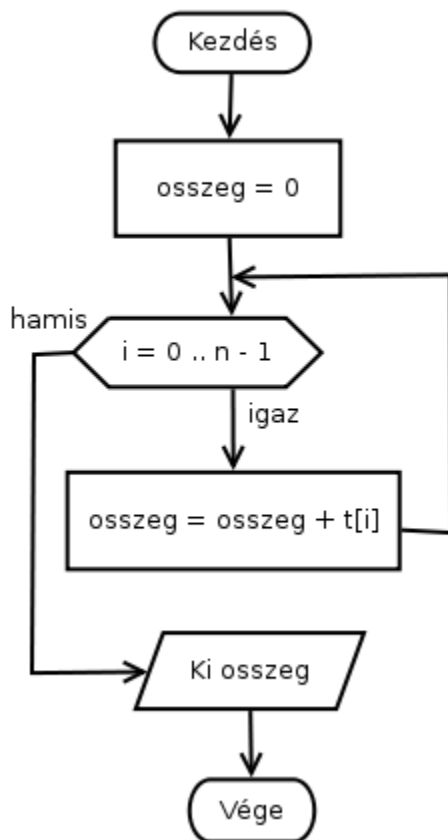 Kezdés
osszeg = 0
hamis
i = 0 .. n - 1
igaz
osszeg = osszeg + t[i]
Ki osszeg
Vége